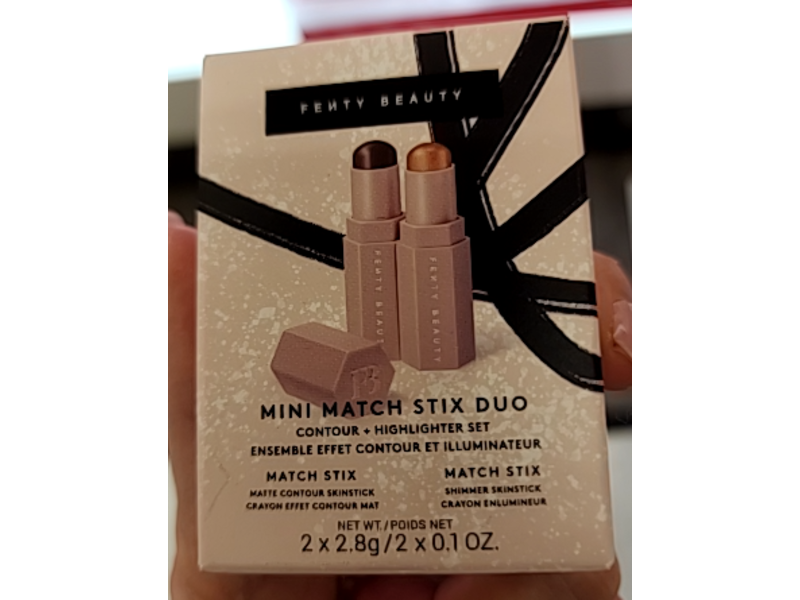 FENTY BEAUTY
FENTY BEAUTY
FENTY BEAUTY
MINI MATCH STIX DUO
CONTOUR + HIGHLIGHTER SET
ENSEMBLE EFFET CONTOUR ET ILLUMINATEUR
MATCH STIX
MATTE CONTOUR SKINSTICK
CRAYON EFFET CONTOUR MAT
MATCH STIX
SHIMMER SKINSTICK
CRAYON ENLUMINEUR
NET WT./POIDS NET
2 x 2.8g/2 x 0.1 OZ.